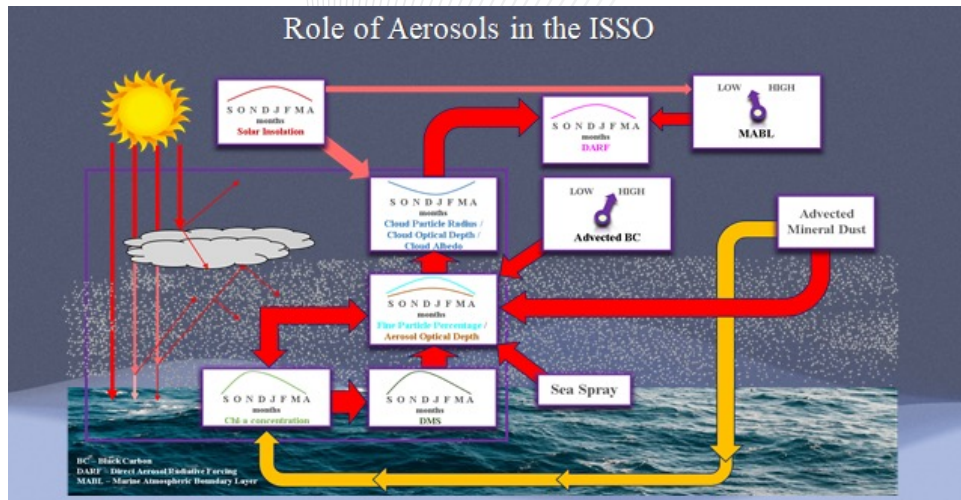 Role of Aerosols in the ISSO
S O N D J F M A
months
Solar Insolation
S O N D J F M A
months
DARF
LOW HIGH
MABL
S O N D J F M A
months
Cloud Particle Radius /
Cloud Optical Depth /
Cloud Albedo
LOW HIGH
Advected BC
Advected
Mineral Dust
S O N D J F M A
months
Fine Particle Percentage /
Aerosol Optical Depth
S O N D J F M A
months
Chl-a concentration
S O N D J F M A
months
DMS
Sea Spray
BC – Black Carbon
DARF – Direct Aerosol Radiative Forcing
MABL – Marine Atmospheric Boundary Layer